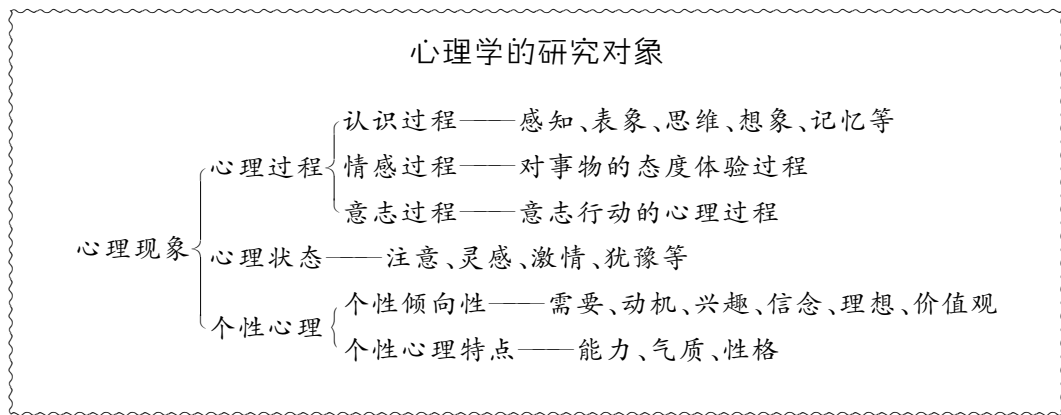 心理学的研究对象
认识过程——感知、表象、思维、想象、记忆等
心理过程 情感过程——对事物的态度体验过程
意志过程——意志行动的心理过程
心理现象 心理状态——注意、灵感、激情、犹豫等
个性倾向性——需要、动机、兴趣、信念、理想、价值观
个性心理
个性心理特点——能力、气质、性格